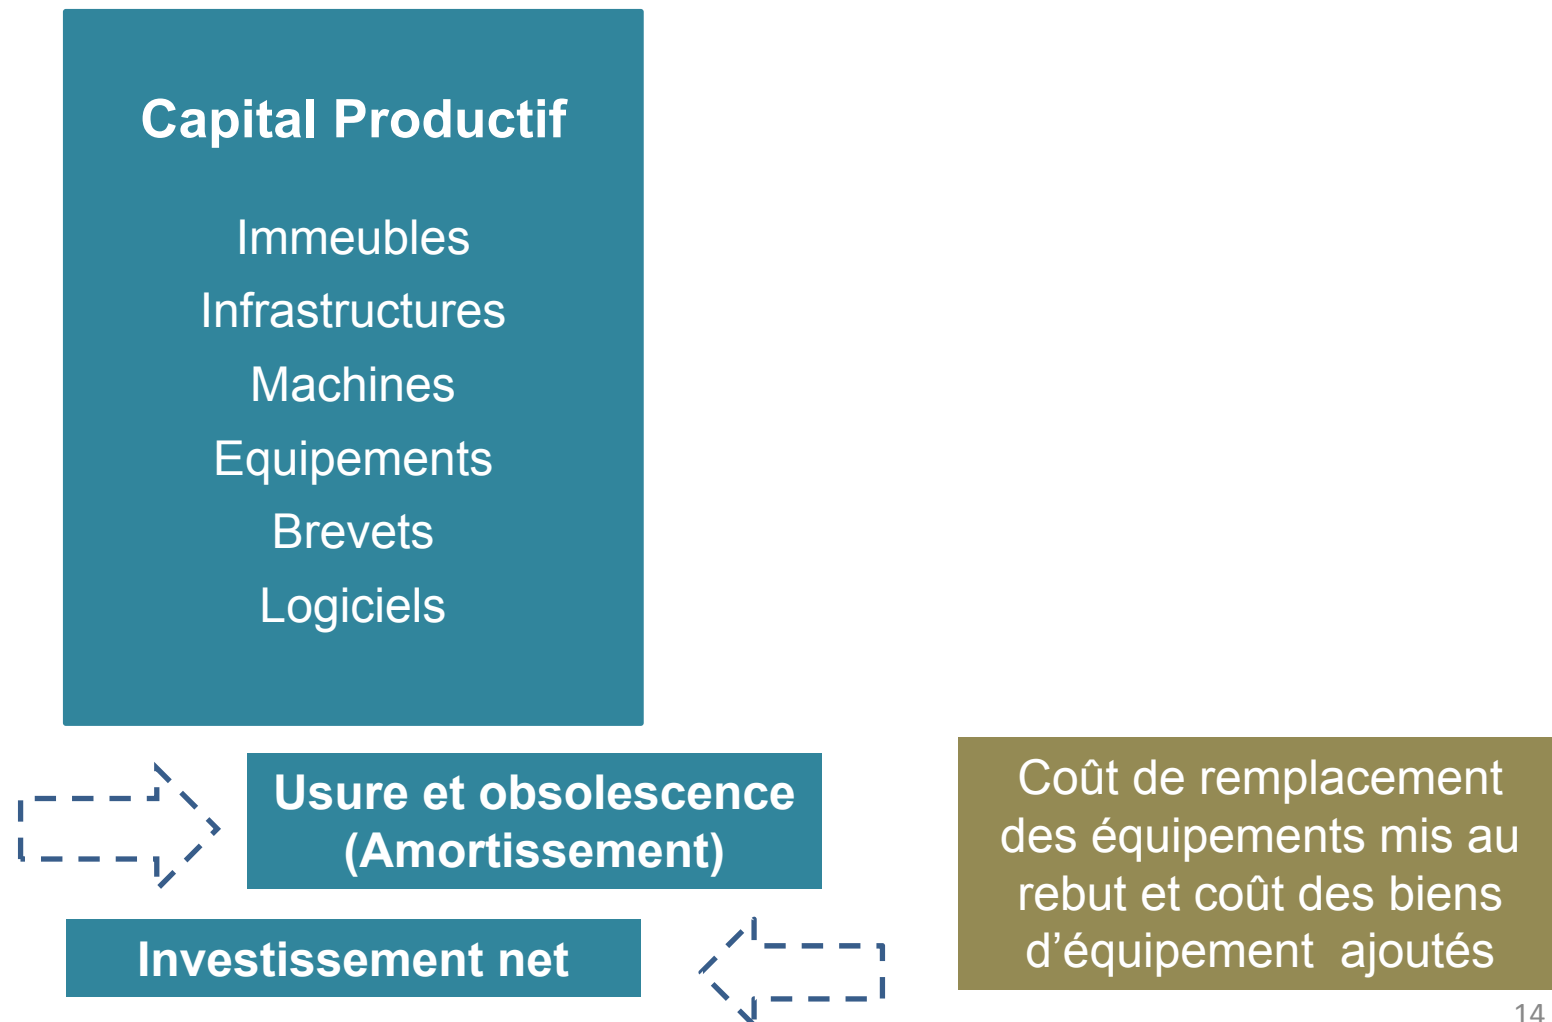 Capital Productif
Immeubles
Infrastructures
Machines
Equipements
Brevets
Logiciels
Usure et obsolescence
(Amortissement)
Investissement net
Coût de remplacement
des équipements mis au
rebut et coût des biens
d’équipement  ajoutés
14